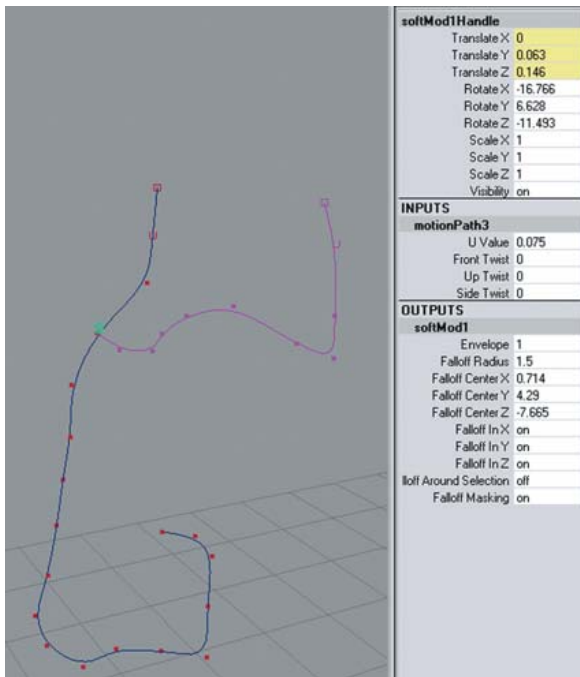 softMod1Handle
Translate X 0
Translate Y 0.063
Translate Z 0.146
Rotate X -16.766
Rotate Y 6.628
Rotate Z -11.493
Scale X 1
Scale Y 1
Scale Z 1
Visibility on
INPUTS
motionPath3
U Value 0.075
Front Twist 0
Up Twist 0
Side Twist 0
OUTPUTS
softMod1
Envelope 1
Falloff Radius 1.5
Falloff Center X 0.714
Falloff Center Y 4.29
Falloff Center Z -7.665
Falloff In X on
Falloff In Y on
Falloff In Z on
lloff Around Selection off
Falloff Masking on